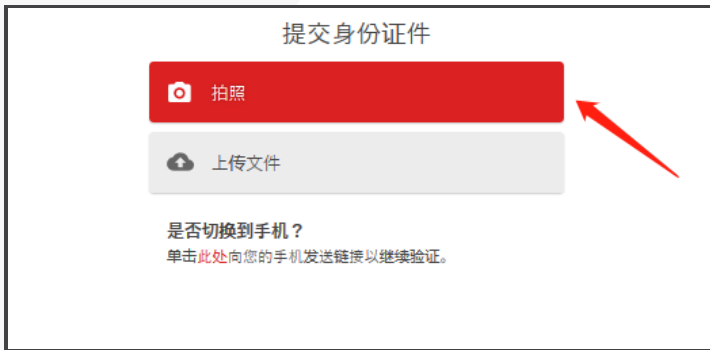 提交身份证件
拍照
上传文件
是否切换到手机？
单击此处向您的手机发送链接以继续验证。